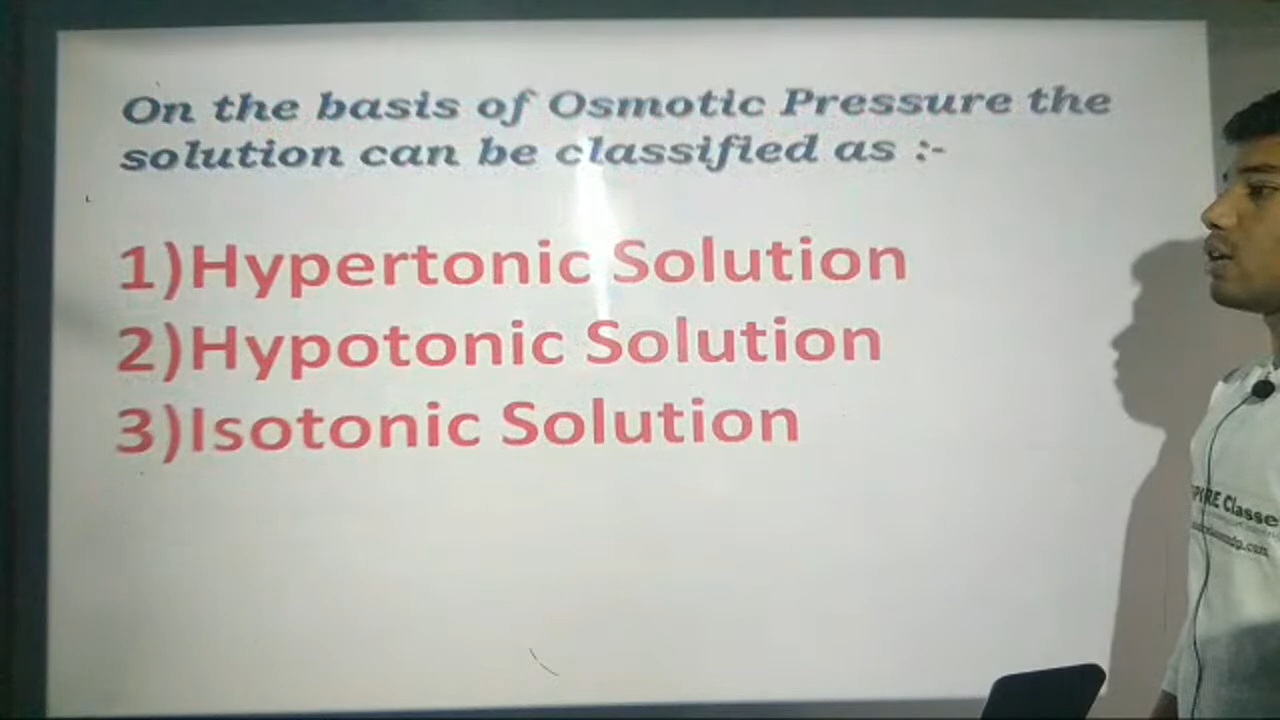 On the basis of Osmotic Pressure the
solution can be classified as :-
1)Hypertonic Solution
2)Hypotonic Solution
3)Isotonic Solution
Classe